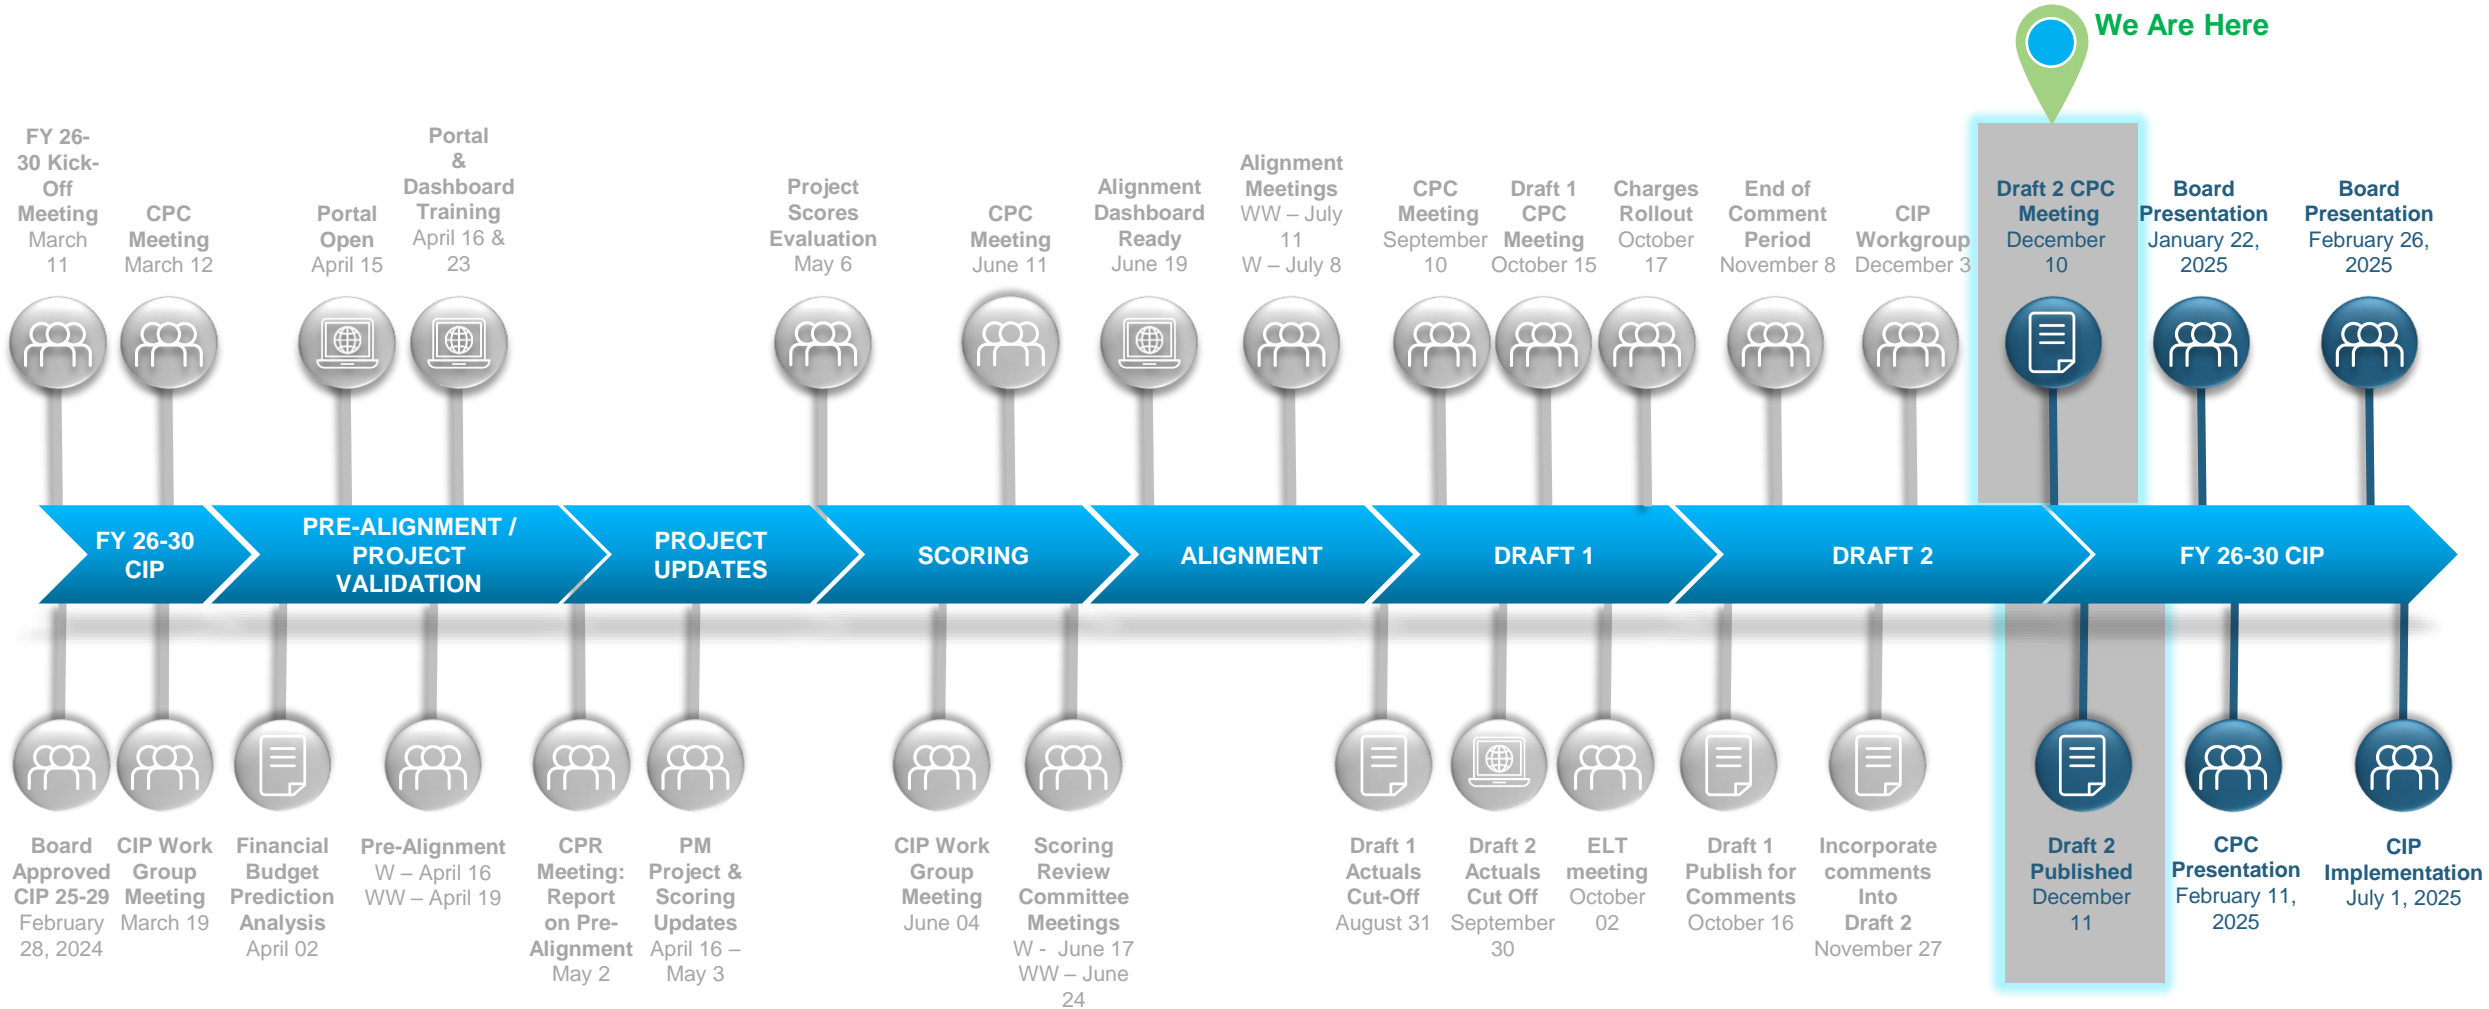 We Are Here
FY 26-
30 Kick-
Off
Meeting
March
11
CPC
Meeting
March 12
Portal
Open
April 15
Portal
&
Dashboard
Training
April 16 &
23
Project
Scores
Evaluation
May 6
CPC
Meeting
June 11
Alignment
Dashboard
Ready
June 19
Alignment
Meetings
WW – July
11
W – July 8
CPC
Meeting
September
10
Draft 1
CPC
Meeting
October 15
Charges
Rollout
October
17
End of
Comment
Period
November 8
CIP
Workgroup
December 3
Draft 2 CPC
Meeting
December
10
Board
Presentation
January 22,
2025
Board
Presentation
February 26,
2025
FY 26-30
CIP
PRE-ALIGNMENT /
PROJECT
VALIDATION
PROJECT
UPDATES
SCORING
ALIGNMENT
DRAFT 1
DRAFT 2
FY 26-30 CIP
Board
Approved
CIP 25-29
February
28, 2024
CIP Work
Group
Meeting
March 19
Financial
Budget
Prediction
Analysis
April 02
Pre-Alignment
W – April 16
WW – April 19
CPR
Meeting:
Report
on Pre-
Alignment
May 2
PM
Project &
Scoring
Updates
April 16 –
May 3
CIP Work
Group
Meeting
June 04
Scoring
Review
Committee
Meetings
W - June 17
WW – June
24
Draft 1
Actuals
Cut-Off
August 31
Draft 2
Actuals
Cut Off
September
30
ELT
meeting
October
02
Draft 1
Publish for
Comments
October 16
Incorporate
comments
Into
Draft 2
November 27
Draft 2
Published
December
11
CPC
Presentation
February 11,
2025
CIP
Implementation
July 1, 2025